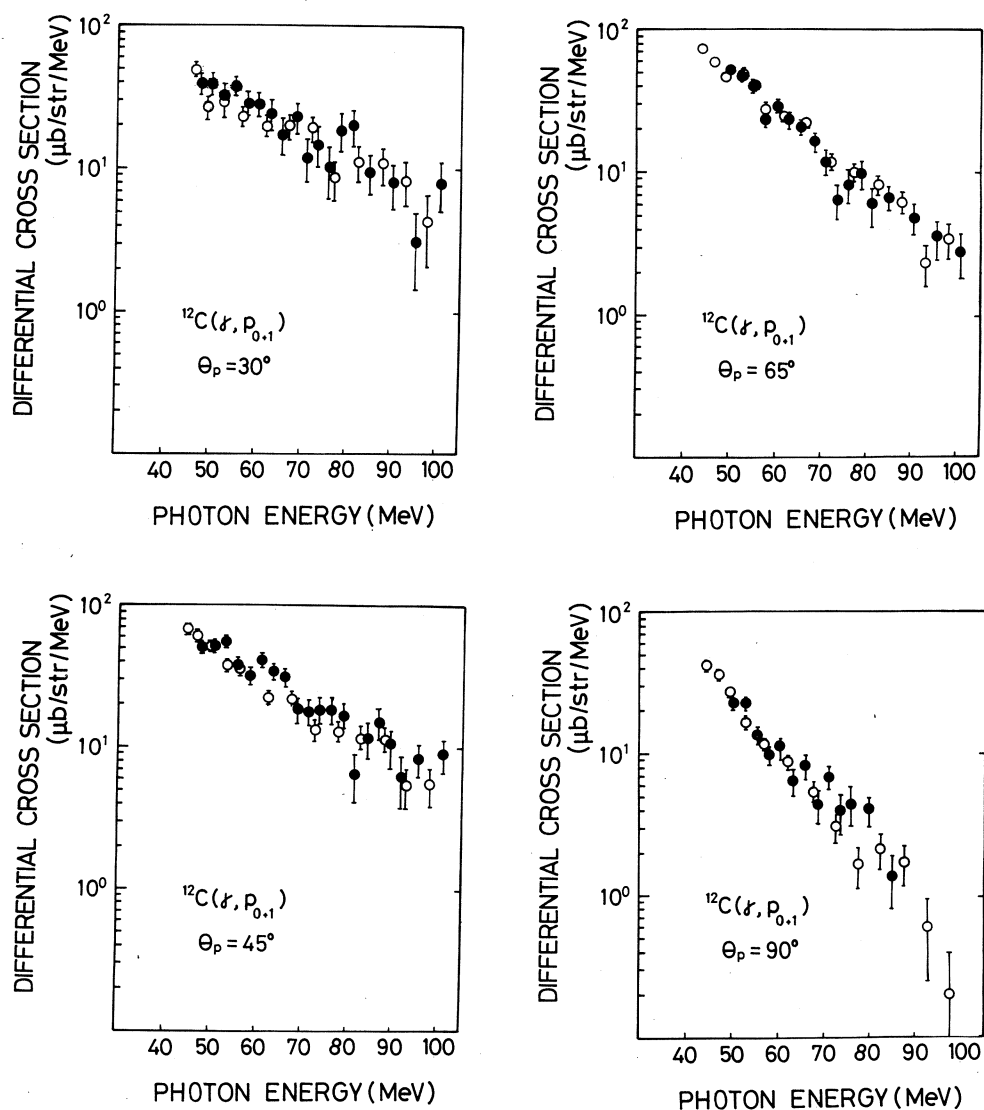 DIFFERENTIAL CROSS SECTION
(μb/str/MeV)
10²
10¹
10⁰
¹²C(γ, p₀₊₁)
θₚ = 30°
40 50 60 70 80 90 100
PHOTON ENERGY (MeV)
DIFFERENTIAL CROSS SECTION
(μb/str/MeV)
10²
10¹
10⁰
¹²C(γ, p₀₊₁)
θₚ = 65°
40 50 60 70 80 90 100
PHOTON ENERGY (MeV)
DIFFERENTIAL CROSS SECTION
(μb/str/MeV)
10²
10¹
10⁰
¹²C(γ, p₀₊₁)
θₚ = 45°
40 50 60 70 80 90 100
PHOTON ENERGY (MeV)
DIFFERENTIAL CROSS SECTION
(μb/str/MeV)
10²
10¹
10⁰
¹²C(γ, p₀₊₁)
θₚ = 90°
40 50 60 70 80 90 100
PHOTON ENERGY (MeV)